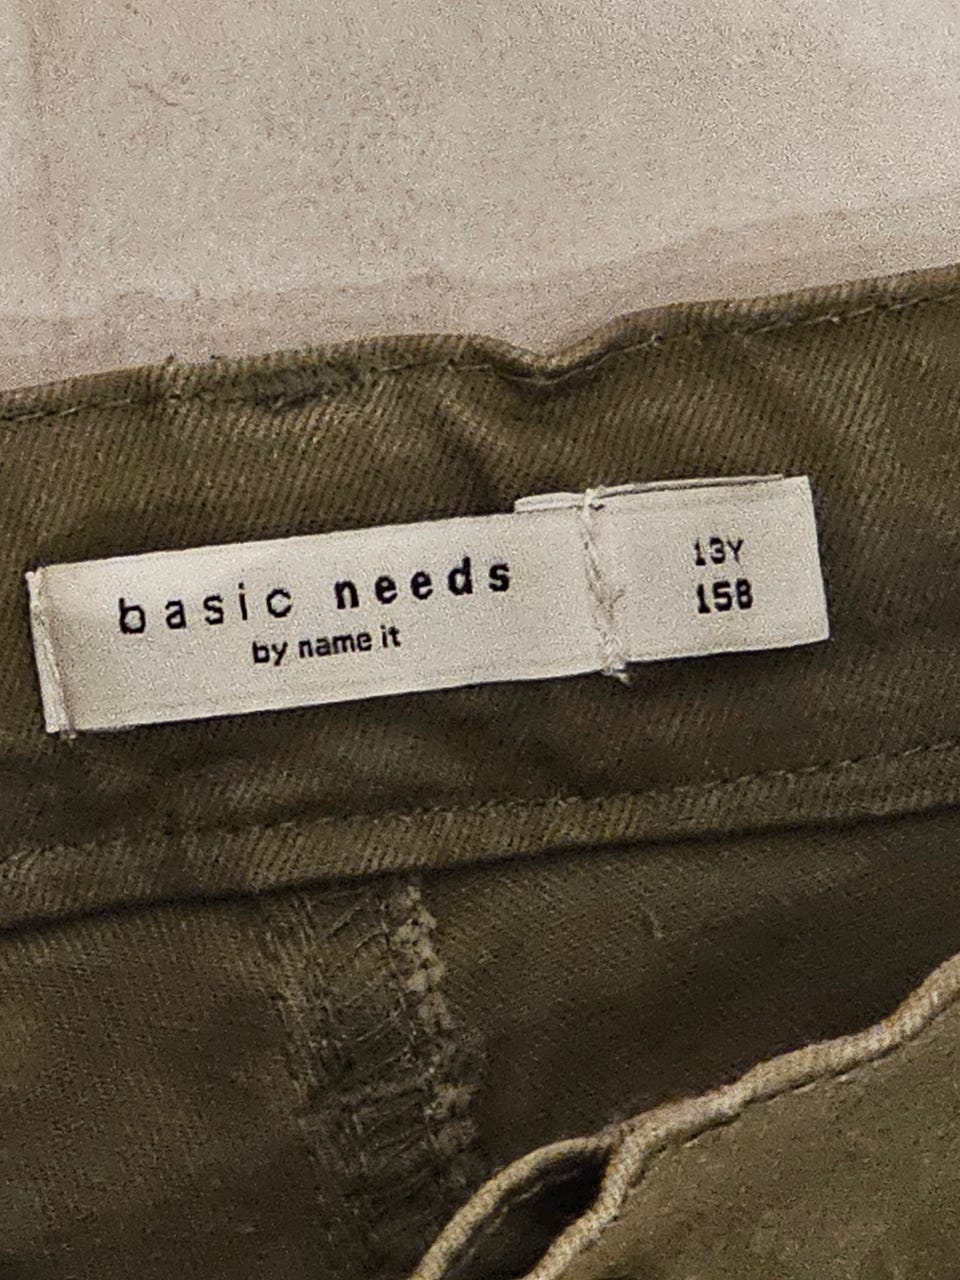 basic needs
by name it
13Y
158